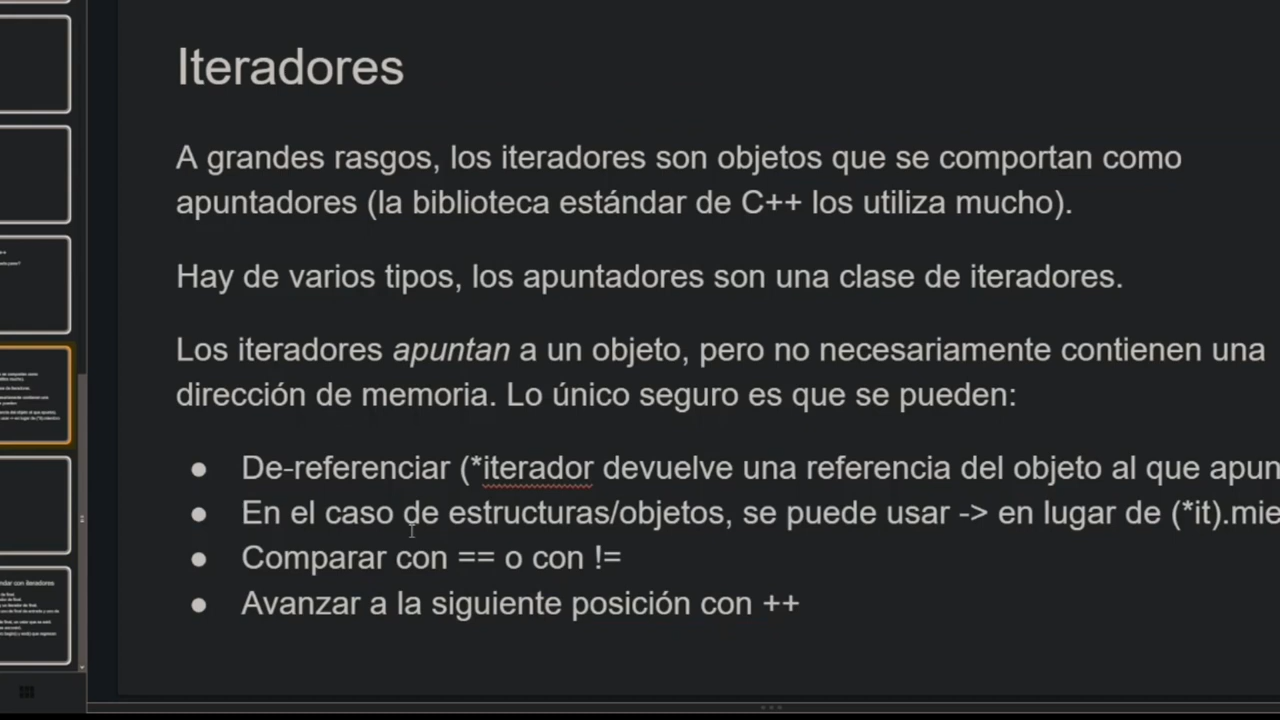 Iteradores
A grandes rasgos, los iteradores son objetos que se comportan como
apuntadores (la biblioteca estándar de C++ los utiliza mucho).
Hay de varios tipos, los apuntadores son una clase de iteradores.
Los iteradores apuntan a un objeto, pero no necesariamente contienen una
dirección de memoria. Lo único seguro es que se pueden:
● De-referenciar (*iterador devuelve una referencia del objeto al que apun
● En el caso de estructuras/objetos, se puede usar -> en lugar de (*it).mie
● Comparar con == o con !=
● Avanzar a la siguiente posición con ++